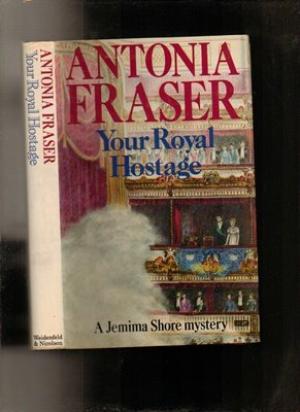 ANTONIA FRASER
Your Royal Hostage
Weidenfeld
& Nicolson
ANTONIA
FRASER
Your Royal
Hostage
A Jemima Shore mystery